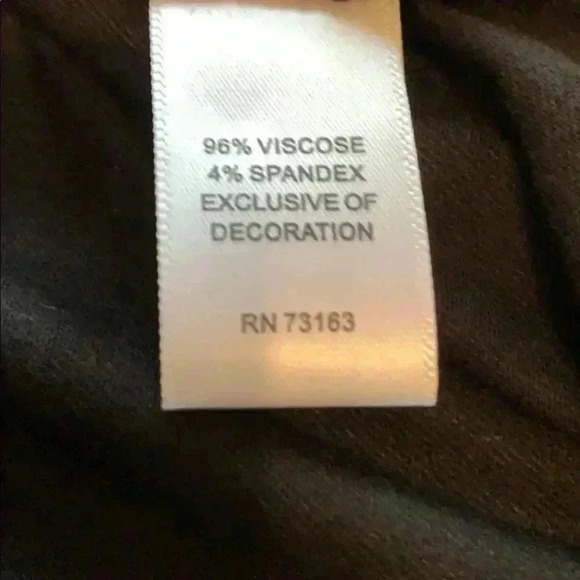 96% VISCOSE
4% SPANDEX
EXCLUSIVE OF
DECORATION
RN 73163